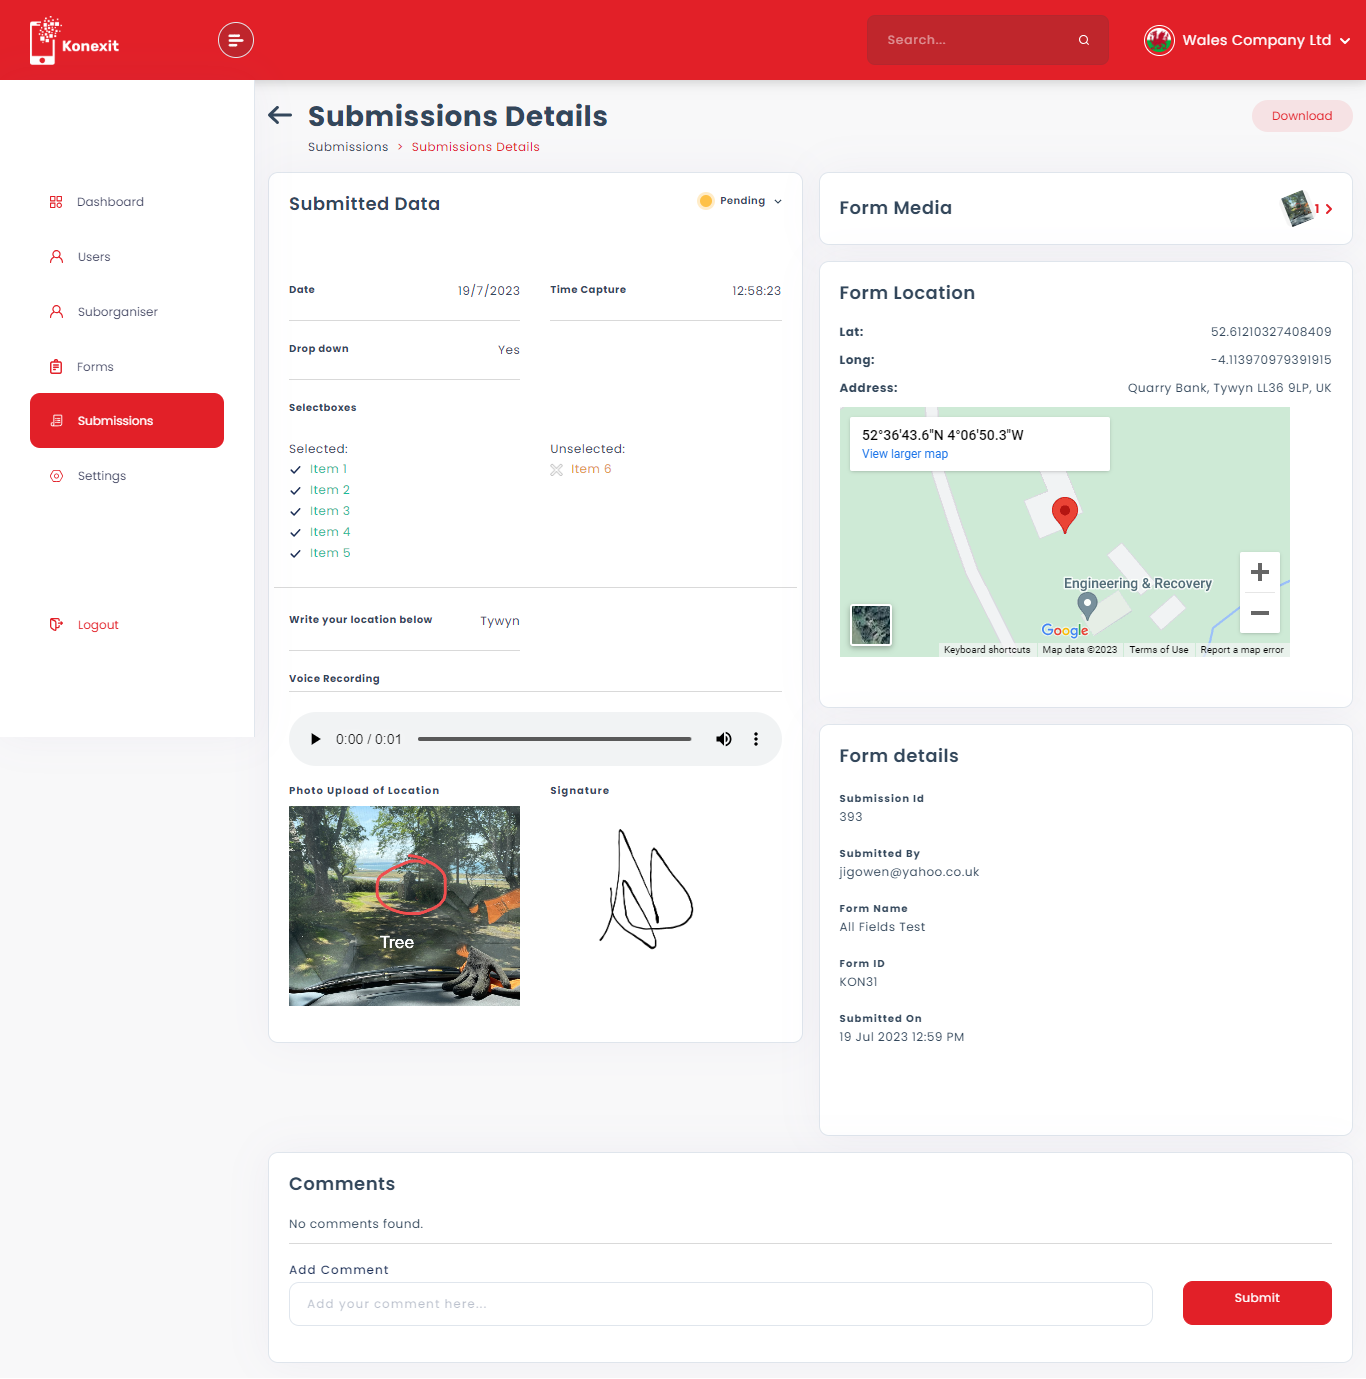 Konexit
Search...
Wales Company Ltd
Submissions Details
Submissions > Submissions Details
Download
Dashboard
Users
Suborganiser
Forms
Submissions
Settings
Logout
Submitted Data
Pending
Date 19/7/2023
Time Capture 12:58:23
Drop down Yes
Selectboxes
Selected:
Item 1
Item 2
Item 3
Item 4
Item 5
Unselected:
Item 6
Write your location below Tywyn
Voice Recording
0:00 / 0:01
Photo Upload of Location
Tree
Signature
Form Media
1
Form Location
Lat: 52.61210327408409
Long: -4.113970979391915
Address: Quarry Bank, Tywyn LL36 9LP, UK
52°36'43.6"N 4°06'50.3"W
View larger map
Engineering & Recovery
Google
Keyboard shortcuts Map data ©2023 Terms of Use Report a map error
Form details
Submission Id
393
Submitted By
jigowen@yahoo.co.uk
Form Name
All Fields Test
Form ID
KON31
Submitted On
19 Jul 2023 12:59 PM
Comments
No comments found.
Add Comment
Add your comment here...
Submit